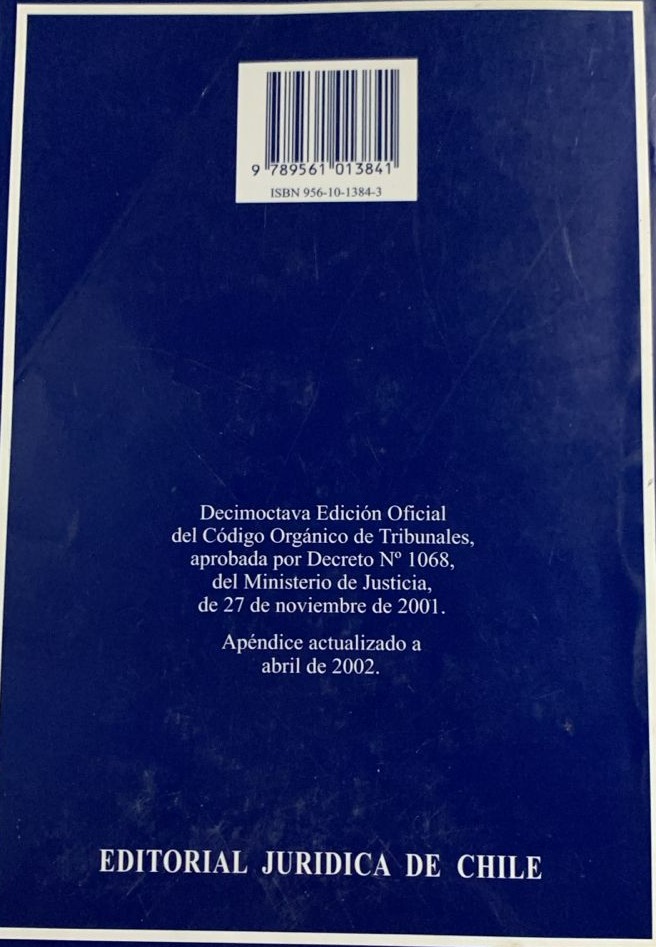 9 789561 013841
ISBN 956-10-1384-3
Decimoctava Edición Oficial
del Código Orgánico de Tribunales,
aprobada por Decreto Nº 1068,
del Ministerio de Justicia,
de 27 de noviembre de 2001.
Apéndice actualizado a
abril de 2002.
EDITORIAL JURIDICA DE CHILE